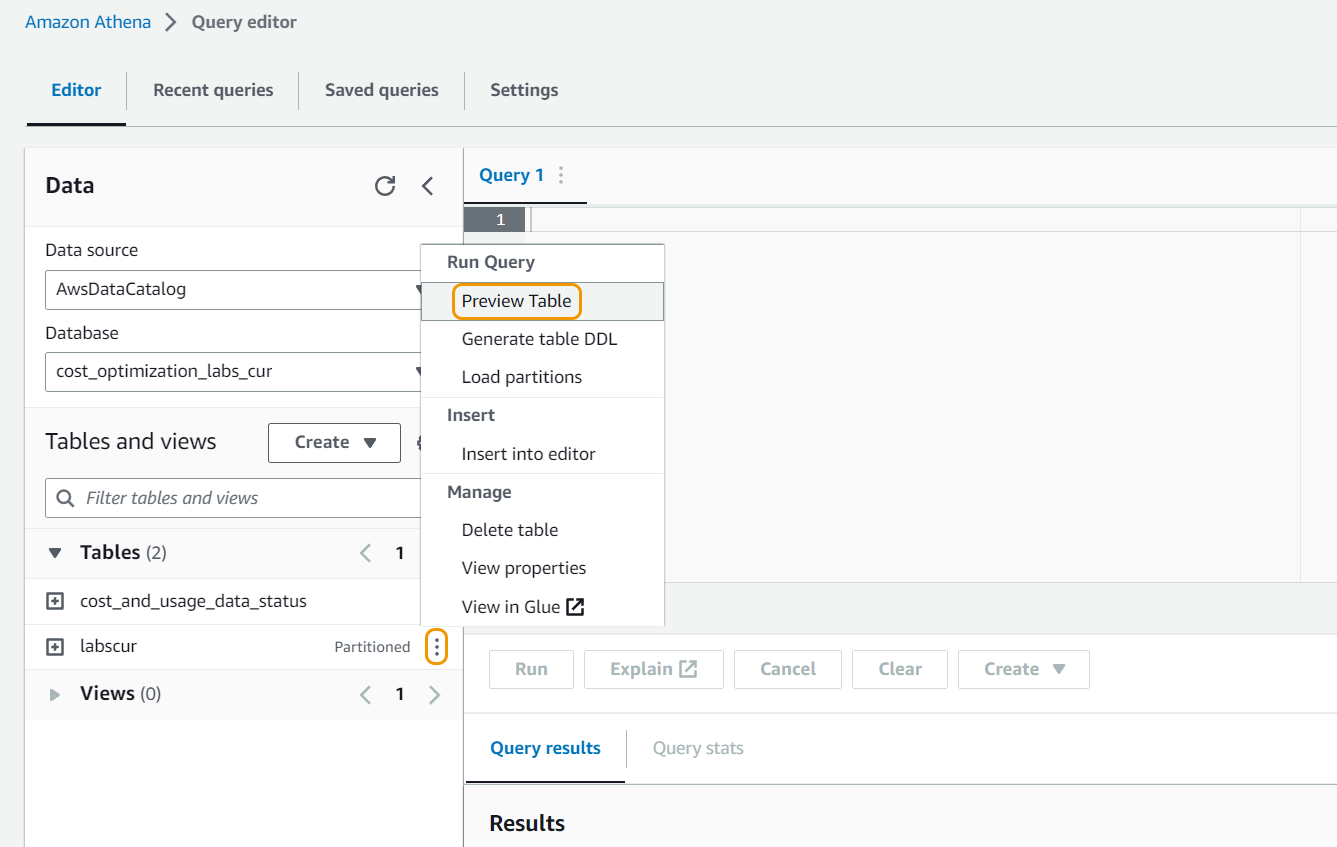 Amazon Athena > Query editor
Editor Recent queries Saved queries Settings
Data
Data source
AwsDataCatalog
Database
cost_optimization_labs_cur
Tables and views Create
Filter tables and views
Tables (2) 1
cost_and_usage_data_status
labscur Partitioned
Views (0) 1
Query 1
1
Run Query
Preview Table
Generate table DDL
Load partitions
Insert
Insert into editor
Manage
Delete table
View properties
View in Glue
Run Explain Cancel Clear Create
Query results Query stats
Results